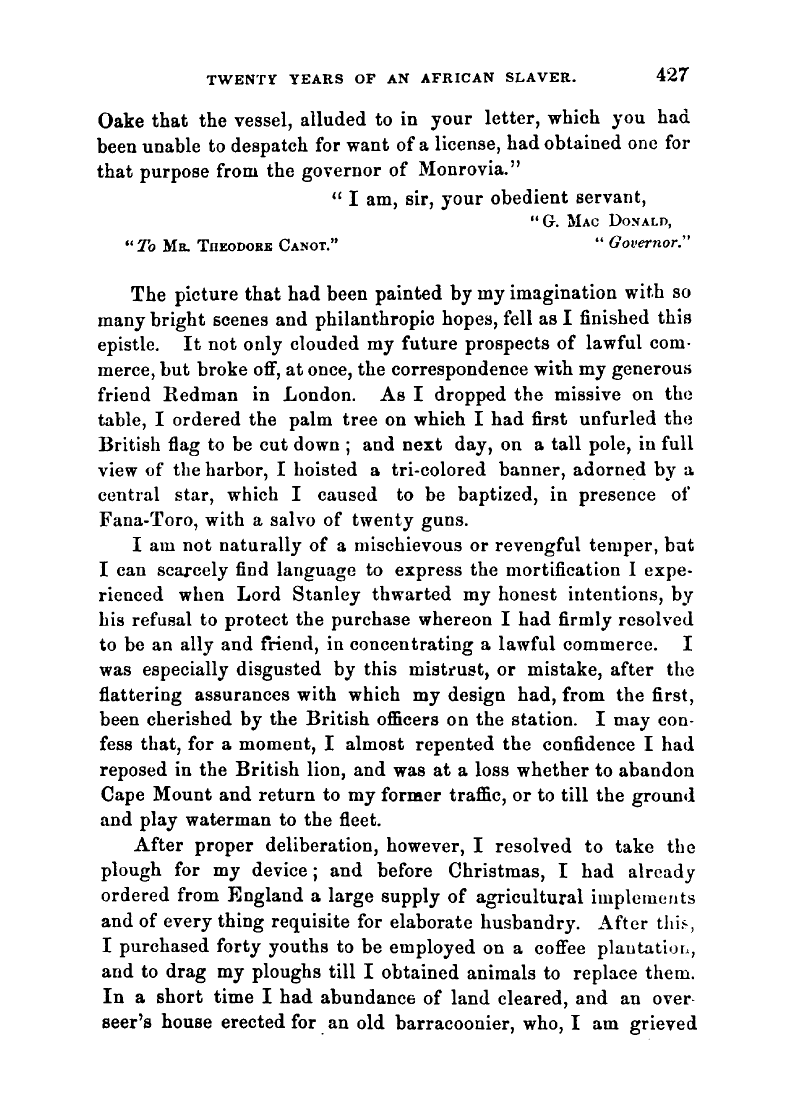 TWENTY YEARS OF AN AFRICAN SLAVER. 427
Oake that the vessel, alluded to in your letter, which you had
been unable to despatch for want of a license, had obtained one for
that purpose from the governor of Monrovia."
" I am, sir, your obedient servant,
"G. MAC DONALD,
"To MR. THEODORE CANOT." " Governor."
The picture that had been painted by my imagination with so
many bright scenes and philanthropic hopes, fell as I finished this
epistle. It not only clouded my future prospects of lawful com-
merce, but broke off, at once, the correspondence with my generous
friend Redman in London. As I dropped the missive on the
table, I ordered the palm tree on which I had first unfurled the
British flag to be cut down ; and next day, on a tall pole, in full
view of the harbor, I hoisted a tri-colored banner, adorned by a
central star, which I caused to be baptized, in presence of
Fana-Toro, with a salvo of twenty guns.
I am not naturally of a mischievous or revengful temper, but
I can scarcely find language to express the mortification I expe-
rienced when Lord Stanley thwarted my honest intentions, by
his refusal to protect the purchase whereon I had firmly resolved
to be an ally and friend, in concentrating a lawful commerce. I
was especially disgusted by this mistrust, or mistake, after the
flattering assurances with which my design had, from the first,
been cherished by the British officers on the station. I may con-
fess that, for a moment, I almost repented the confidence I had
reposed in the British lion, and was at a loss whether to abandon
Cape Mount and return to my former traffic, or to till the ground
and play waterman to the fleet.
After proper deliberation, however, I resolved to take the
plough for my device ; and before Christmas, I had already
ordered from England a large supply of agricultural implements
and of every thing requisite for elaborate husbandry. After this,
I purchased forty youths to be employed on a coffee plantation,
and to drag my ploughs till I obtained animals to replace them.
In a short time I had abundance of land cleared, and an over-
seer's house erected for an old barracoonier, who, I am grieved